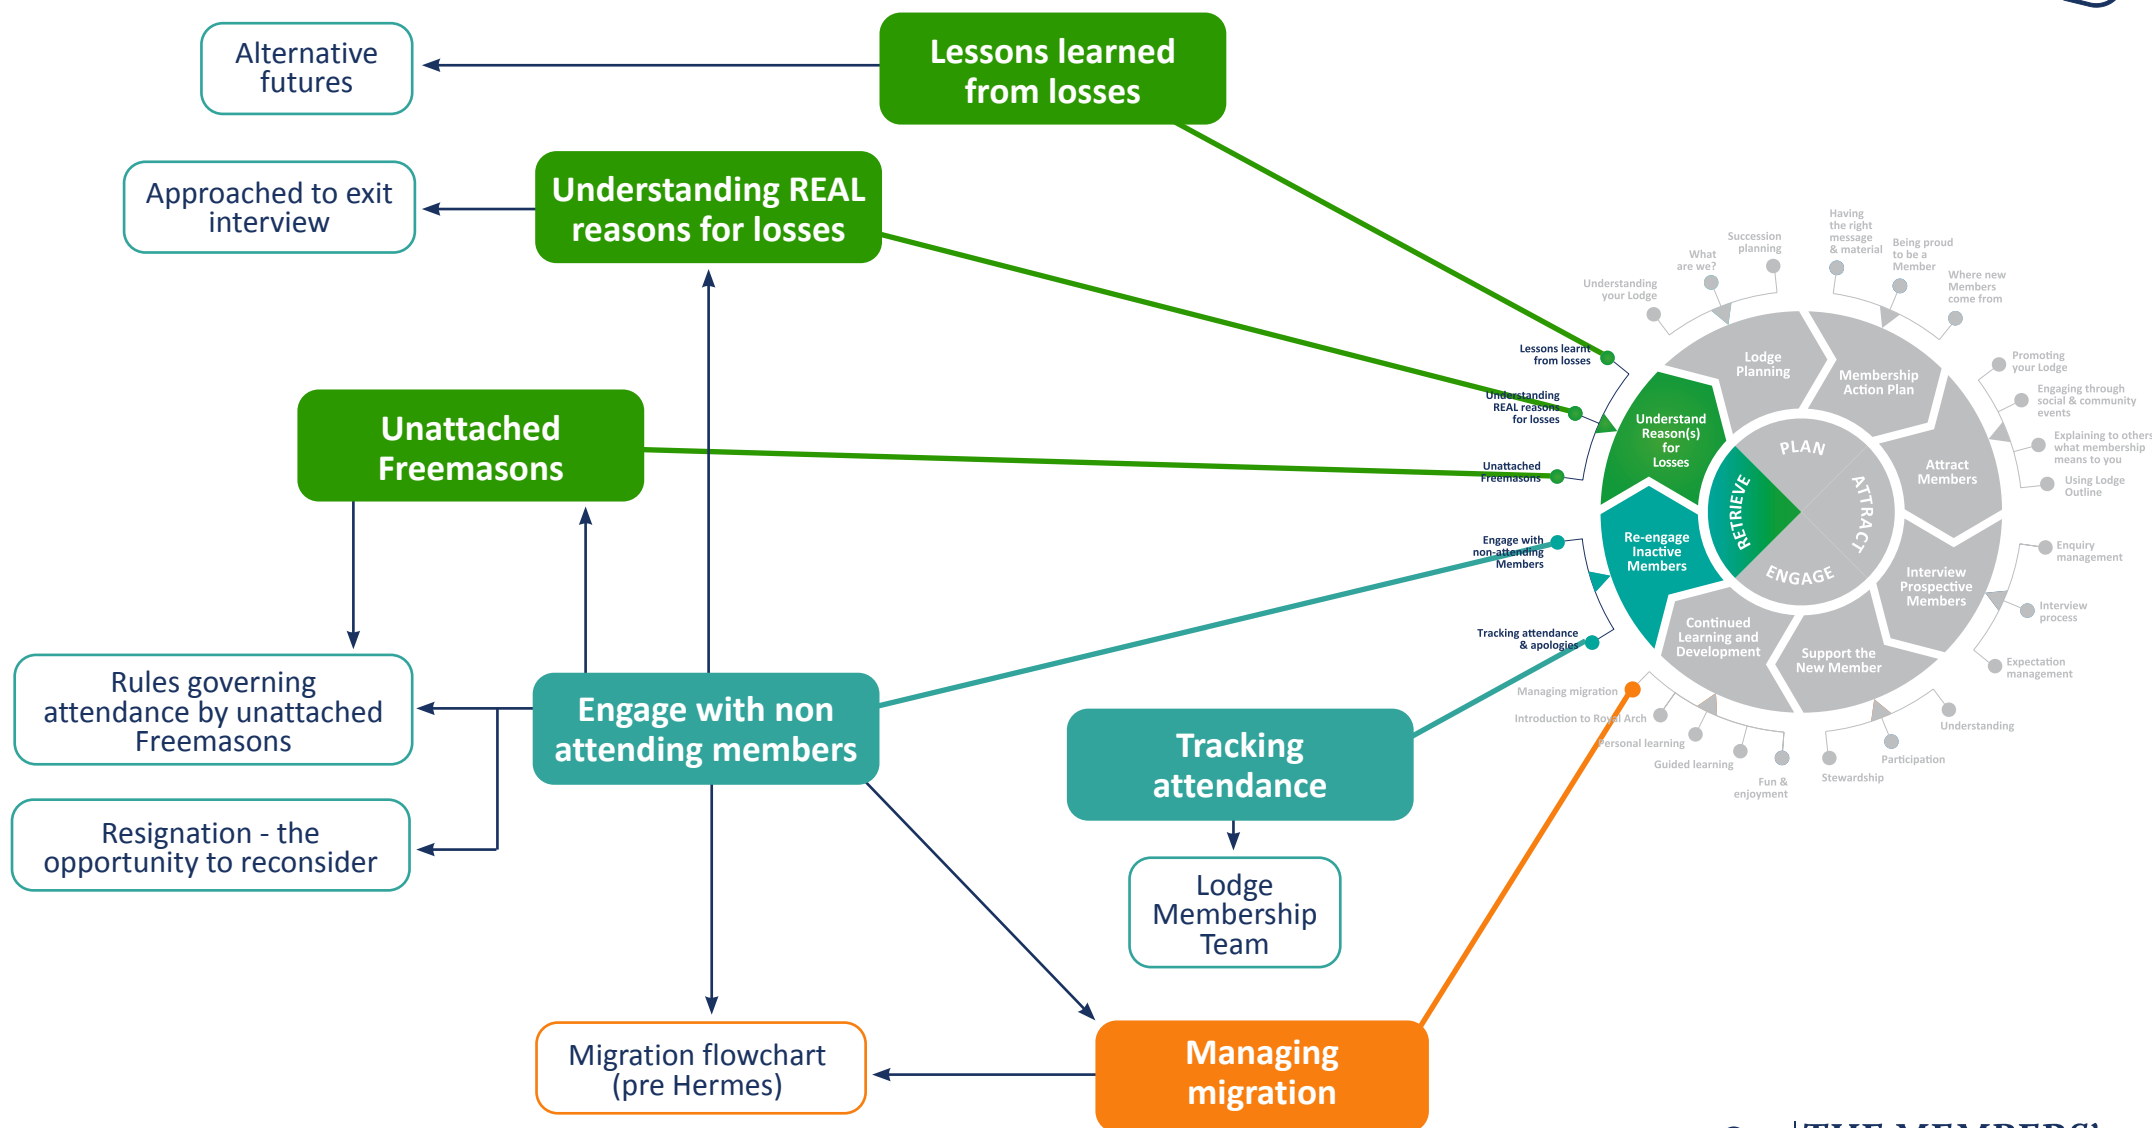 Alternative
futures
Lessons learned
from losses
Approached to exit
interview
Understanding REAL
reasons for losses
Unattached
Freemasons
Rules governing
attendance by unattached
Freemasons
Engage with non
attending members
Resignation - the
opportunity to reconsider
Tracking
attendance
Lodge
Membership
Team
Migration flowchart
(pre Hermes)
Managing
migration
Lessons learnt
from losses
Understanding
REAL reasons
for losses
Unattached
Freemasons
Engage with
non-attending
Members
Tracking attendance
& apologies
Managing migration
Introduction to Royal Arch
Personal learning
Guided learning
Fun &
enjoyment
Stewardship
Participation
Understanding
Understanding
your Lodge
What
are we?
Succession
planning
Having
the right
message
& material
Being proud
to be a
Member
Where new
Members
come from
Promoting
your Lodge
Engaging through
social & community
events
Explaining to others
what membership
means to you
Using Lodge
Outline
Enquiry
management
Interview
process
Expectation
management
Lodge
Planning
Membership
Action Plan
Attract
Members
Interview
Prospective
Members
Support the
New Member
Continued
Learning and
Development
Re-engage
Inactive
Members
Understand
Reason(s)
for
Losses
PLAN
ATTRACT
ENGAGE
RETRIEVE
THE MEMBERS'